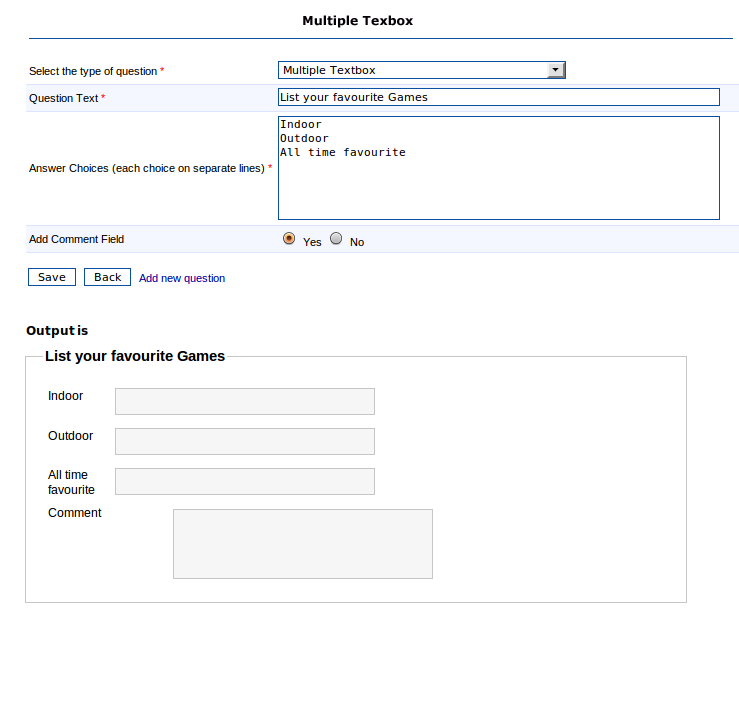 Multiple Texbox
Select the type of question *
Multiple Textbox
Question Text *
List your favourite Games
Answer Choices (each choice on separate lines) *
Indoor
Outdoor
All time favourite
Add Comment Field
Yes No
Save Back Add new question
Output is
List your favourite Games
Indoor
Outdoor
All time
favourite
Comment